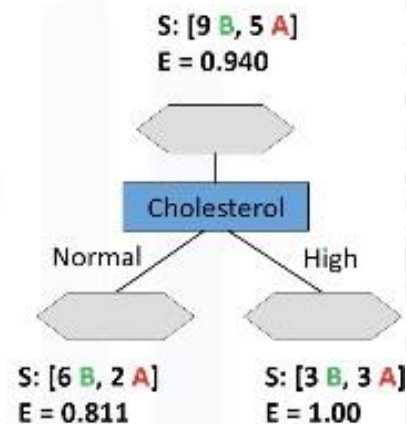 S: [9 B, 5 A]
E = 0.940
Cholesterol
Normal
High
S: [6 B, 2 A]
E = 0.811
S: [3 B, 3 A]
E = 1.00